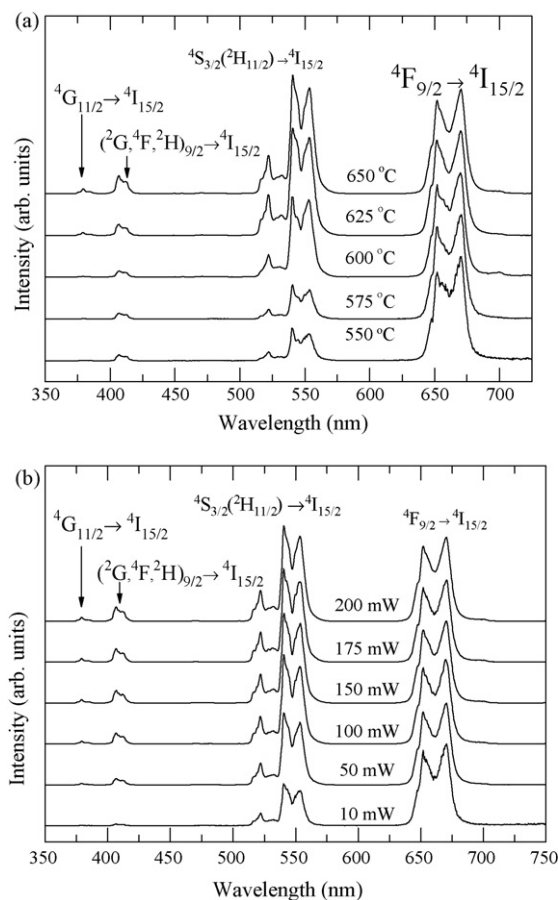 (a)
⁴S₃/₂(²H₁₁/₂)→⁴I₁₅/₂
⁴F₉/₂→⁴I₁₅/₂
⁴G₁₁/₂→⁴I₁₅/₂
(²G,⁴F,²H)₉/₂→⁴I₁₅/₂
650 °C
625 °C
600 °C
575 °C
550 °C
Intensity (arb. units)
350 400 450 500 550 600 650 700
Wavelength (nm)
(b)
⁴S₃/₂(²H₁₁/₂)→⁴I₁₅/₂
⁴F₉/₂→⁴I₁₅/₂
⁴G₁₁/₂→⁴I₁₅/₂
(²G,⁴F,²H)₉/₂→⁴I₁₅/₂
200 mW
175 mW
150 mW
100 mW
50 mW
10 mW
Intensity (arb. units)
350 400 450 500 550 600 650 700 750
Wavelength (nm)